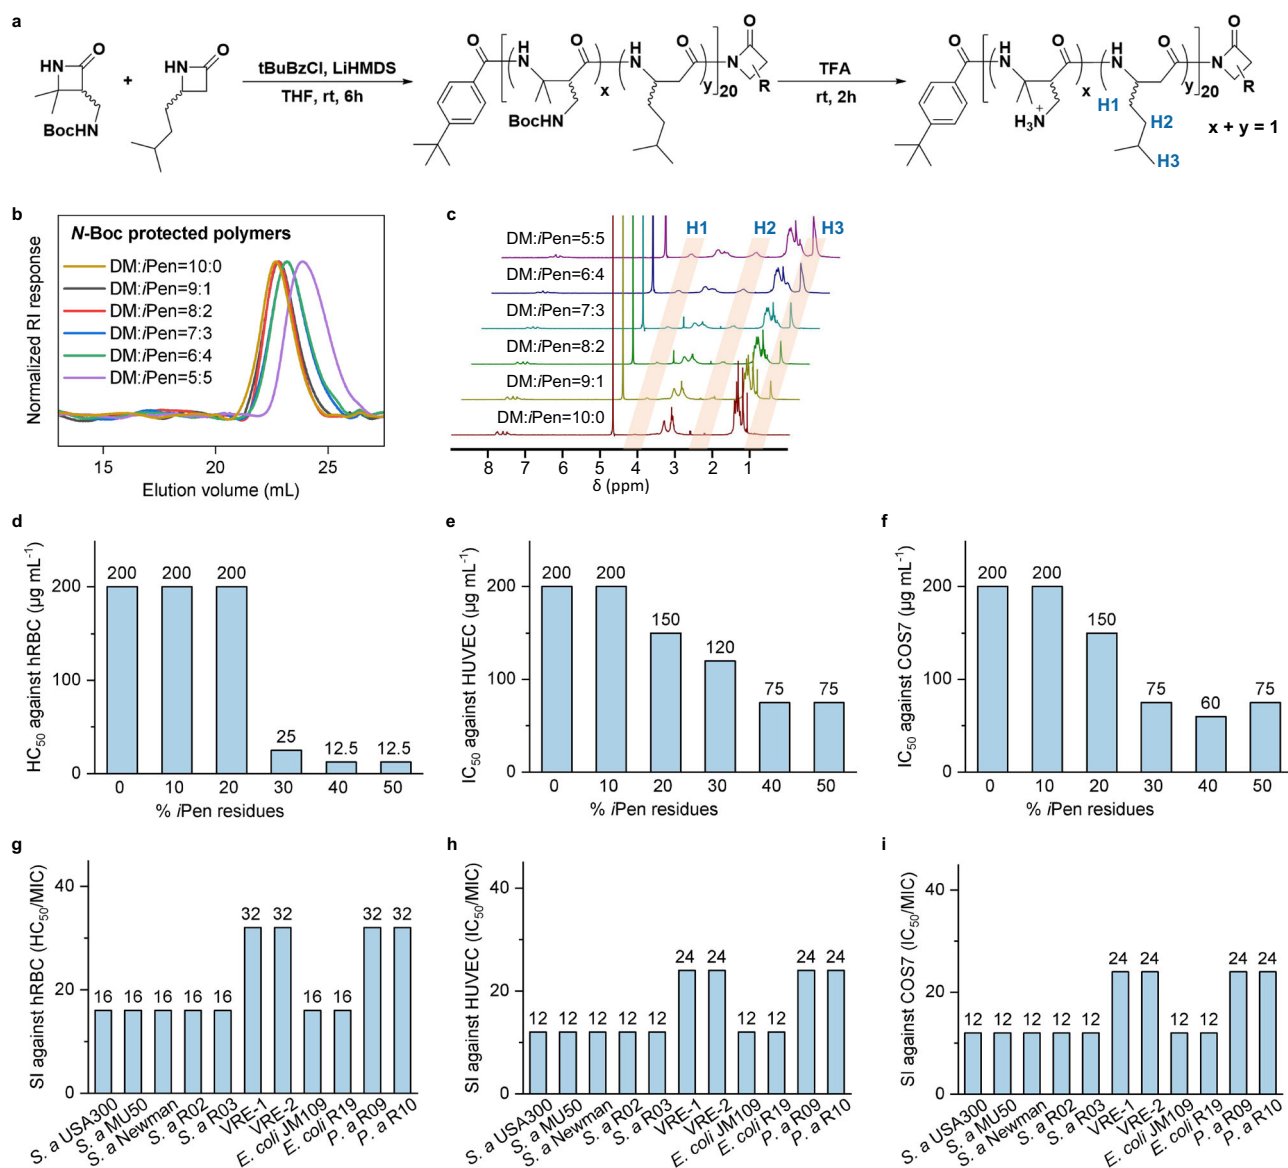 a
HN
O
HN
O
BocHN
+
tBuBzCl, LiHMDS
THF, rt, 6h
O
H
N
O
x
H
N
O
y
20
N
O
R
BocHN
TFA
rt, 2h
O
H
N
O
x
H
N
O
y
20
N
O
R
H3N+
H1
H2
H3
x + y = 1
b
N-Boc protected polymers
DM:iPen=10:0
DM:iPen=9:1
DM:iPen=8:2
DM:iPen=7:3
DM:iPen=6:4
DM:iPen=5:5
Normalized RI response
15 20 25
Elution volume (mL)
c
H1 H2 H3
DM:iPen=5:5
DM:iPen=6:4
DM:iPen=7:3
DM:iPen=8:2
DM:iPen=9:1
DM:iPen=10:0
8 7 6 5 4 3 2 1
δ (ppm)
d
HC50 against hRBC (µg mL-1)
200
100
0
200 200 200 25 12.5 12.5
0 10 20 30 40 50
% iPen residues
e
IC50 against HUVEC (µg mL-1)
200
100
0
200 200 150 120 75 75
0 10 20 30 40 50
% iPen residues
f
IC50 against COS7 (µg mL-1)
200
100
0
200 200 150 75 60 75
0 10 20 30 40 50
% iPen residues
g
SI against hRBC (HC50/MIC)
40
20
0
16 16 16 16 16 32 32 16 16 32 32
S. a USA300
S. a MU50
S. a Newman
S. a R02
S. a R03
VRE-1
VRE-2
E. coli JM109
E. coli R19
P. a R09
P. a R10
h
SI against HUVEC (IC50/MIC)
40
20
0
12 12 12 12 12 24 24 12 12 24 24
S. a USA300
S. a MU50
S. a Newman
S. a R02
S. a R03
VRE-1
VRE-2
E. coli JM109
E. coli R19
P. a R09
P. a R10
i
SI against COS7 (IC50/MIC)
40
20
0
12 12 12 12 12 24 24 12 12 24 24
S. a USA300
S. a MU50
S. a Newman
S. a R02
S. a R03
VRE-1
VRE-2
E. coli JM109
E. coli R19
P. a R09
P. a R10